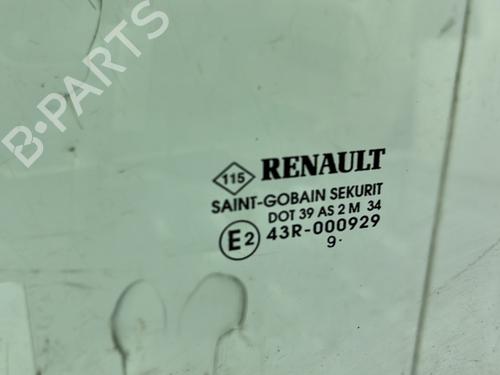 B-PARTS
115 RENAULT
SAINT-GOBAIN SEKURIT
DOT 39 AS 2 M 34
E2 43R-000929
9.